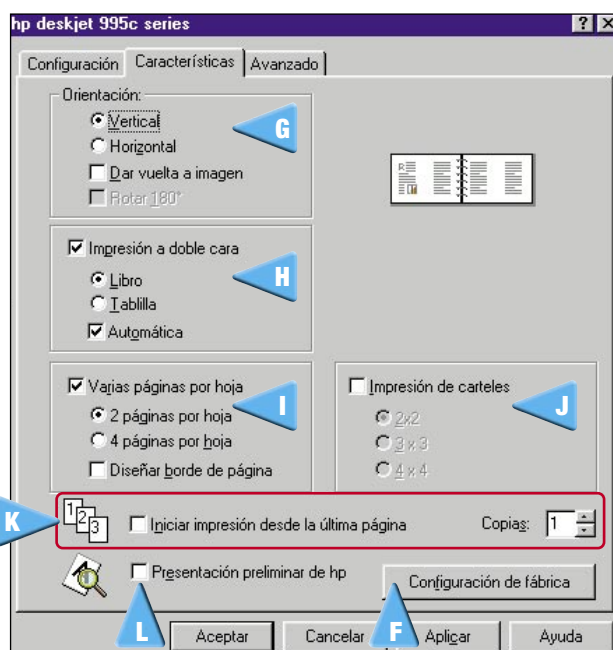 hp deskjet 995c series ? X
Configuración Características Avanzado
Orientación:
Vertical
G
Horizontal
Dar vuelta a imagen
Rotar 180°
Impresión a doble cara
Libro
H
Tablilla
Automática
Varias páginas por hoja
2 páginas por hoja
I
4 páginas por hoja
Diseñar borde de página
Impresión de carteles
J
2x2
3 x 3
4 x 4
K
1 2 3
Iniciar impresión desde la última página Copias: 1
Presentación preliminar de hp
Configuración de fábrica
L
F
Aceptar Cancelar Aplicar Ayuda